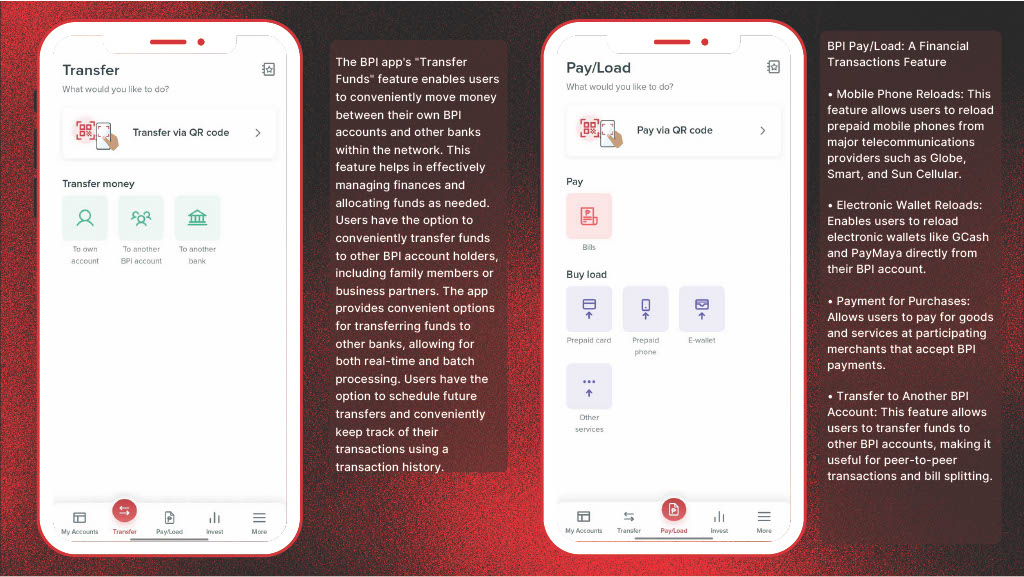 Transfer
What would you like to do?
Transfer via QR code
Transfer money
To own
account
To another
BPI account
To another
bank
My Accounts
Transfer
Pay/Load
Invest
More
The BPI app's "Transfer
Funds" feature enables users
to conveniently move money
between their own BPI
accounts and other banks
within the network. This
feature helps in effectively
managing finances and
allocating funds as needed.
Users have the option to
conveniently transfer funds
to other BPI account holders,
including family members or
business partners. The app
provides convenient options
for transferring funds to
other banks, allowing for
both real-time and batch
processing. Users have the
option to schedule future
transfers and conveniently
keep track of their
transactions using a
transaction history.
Pay/Load
What would you like to do?
Pay via QR code
Pay
Bills
Buy load
Prepaid card
Prepaid
phone
E-wallet
Other
services
My Accounts
Transfer
Pay/Load
Invest
More
BPI Pay/Load: A Financial
Transactions Feature
• Mobile Phone Reloads: This
feature allows users to reload
prepaid mobile phones from
major telecommunications
providers such as Globe,
Smart, and Sun Cellular.
• Electronic Wallet Reloads:
Enables users to reload
electronic wallets like GCash
and PayMaya directly from
their BPI account.
• Payment for Purchases:
Allows users to pay for goods
and services at participating
merchants that accept BPI
payments.
• Transfer to Another BPI
Account: This feature allows
users to transfer funds to
other BPI accounts, making it
useful for peer-to-peer
transactions and bill splitting.